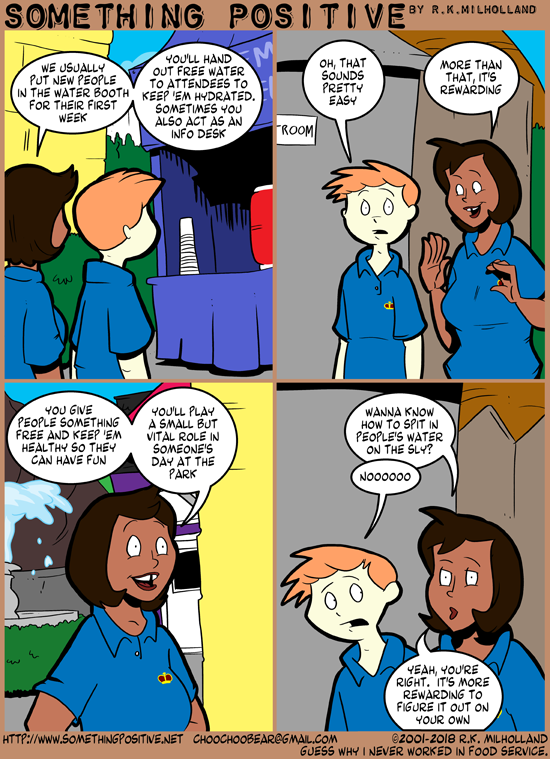 SOMETHING POSITIVE BY R.K.MILHOLLAND
WE USUALLY
PUT NEW PEOPLE
IN THE WATER BOOTH
FOR THEIR FIRST
WEEK
YOU'LL HAND
OUT FREE WATER
TO ATTENDEES TO
KEEP 'EM HYDRATED.
SOMETIMES YOU
ALSO ACT AS AN
INFO DESK
OH, THAT
SOUNDS
PRETTY
EASY
MORE THAN
THAT, IT'S
REWARDING
ROOM
YOU GIVE
PEOPLE SOMETHING
FREE AND KEEP 'EM
HEALTHY SO THEY
CAN HAVE FUN
YOU'LL PLAY
A SMALL BUT
VITAL ROLE IN
SOMEONE'S
DAY AT THE
PARK
WANNA KNOW
HOW TO SPIT IN
PEOPLE'S WATER
ON THE SLY?
NOOOOOO
YEAH, YOU'RE
RIGHT. IT'S MORE
REWARDING TO
FIGURE IT OUT ON
YOUR OWN
HTTP://WWW.SOMETHINGPOSITIVE.NET CHOOCHOOBEAR@GMAIL.COM ©2001-2018 R.K. MILHOLLAND
GUESS WHY I NEVER WORKED IN FOOD SERVICE.